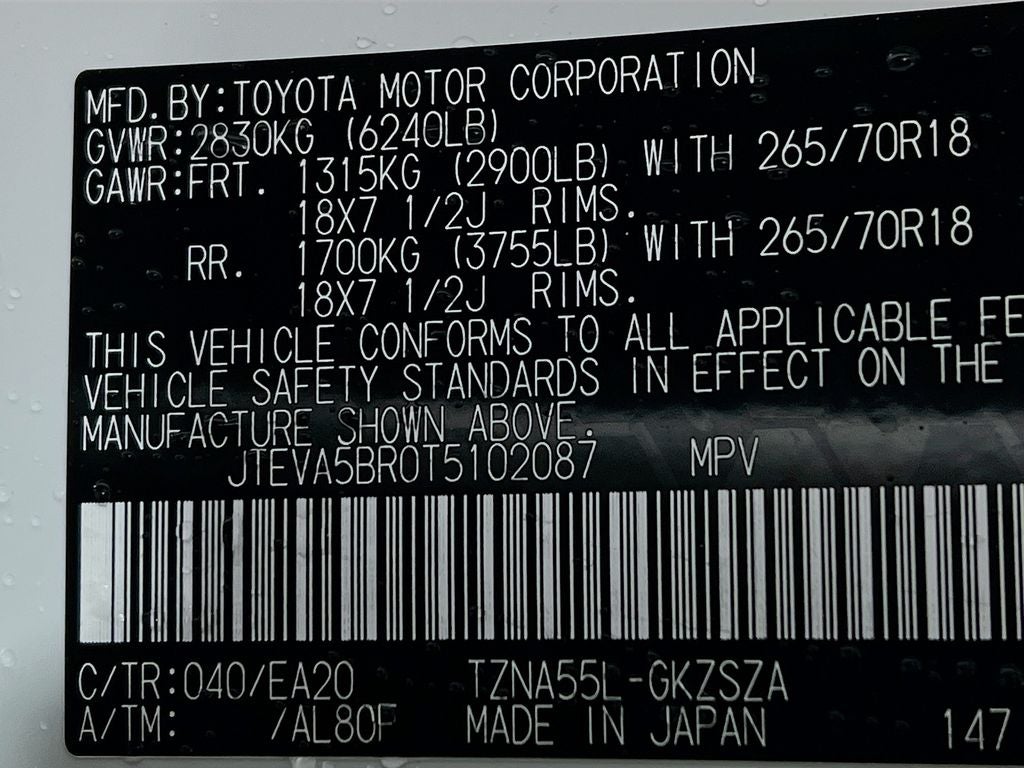 MFD.BY:TOYOTA MOTOR CORPORATION
GVWR:2830KG (6240LB)
GAWR:FRT. 1315KG (2900LB) WITH 265/70R18
18X7 1/2J RIMS.
RR. 1700KG (3755LB) WITH 265/70R18
18X7 1/2J RIMS.
THIS VEHICLE CONFORMS TO ALL APPLICABLE FE
VEHICLE SAFETY STANDARDS IN EFFECT ON THE
MANUFACTURE SHOWN ABOVE.
JTEVA5BR0T5102087 MPV
C/TR:040/EA20 TZNA55L-GKZSZA
A/TM: /AL80F MADE IN JAPAN 147